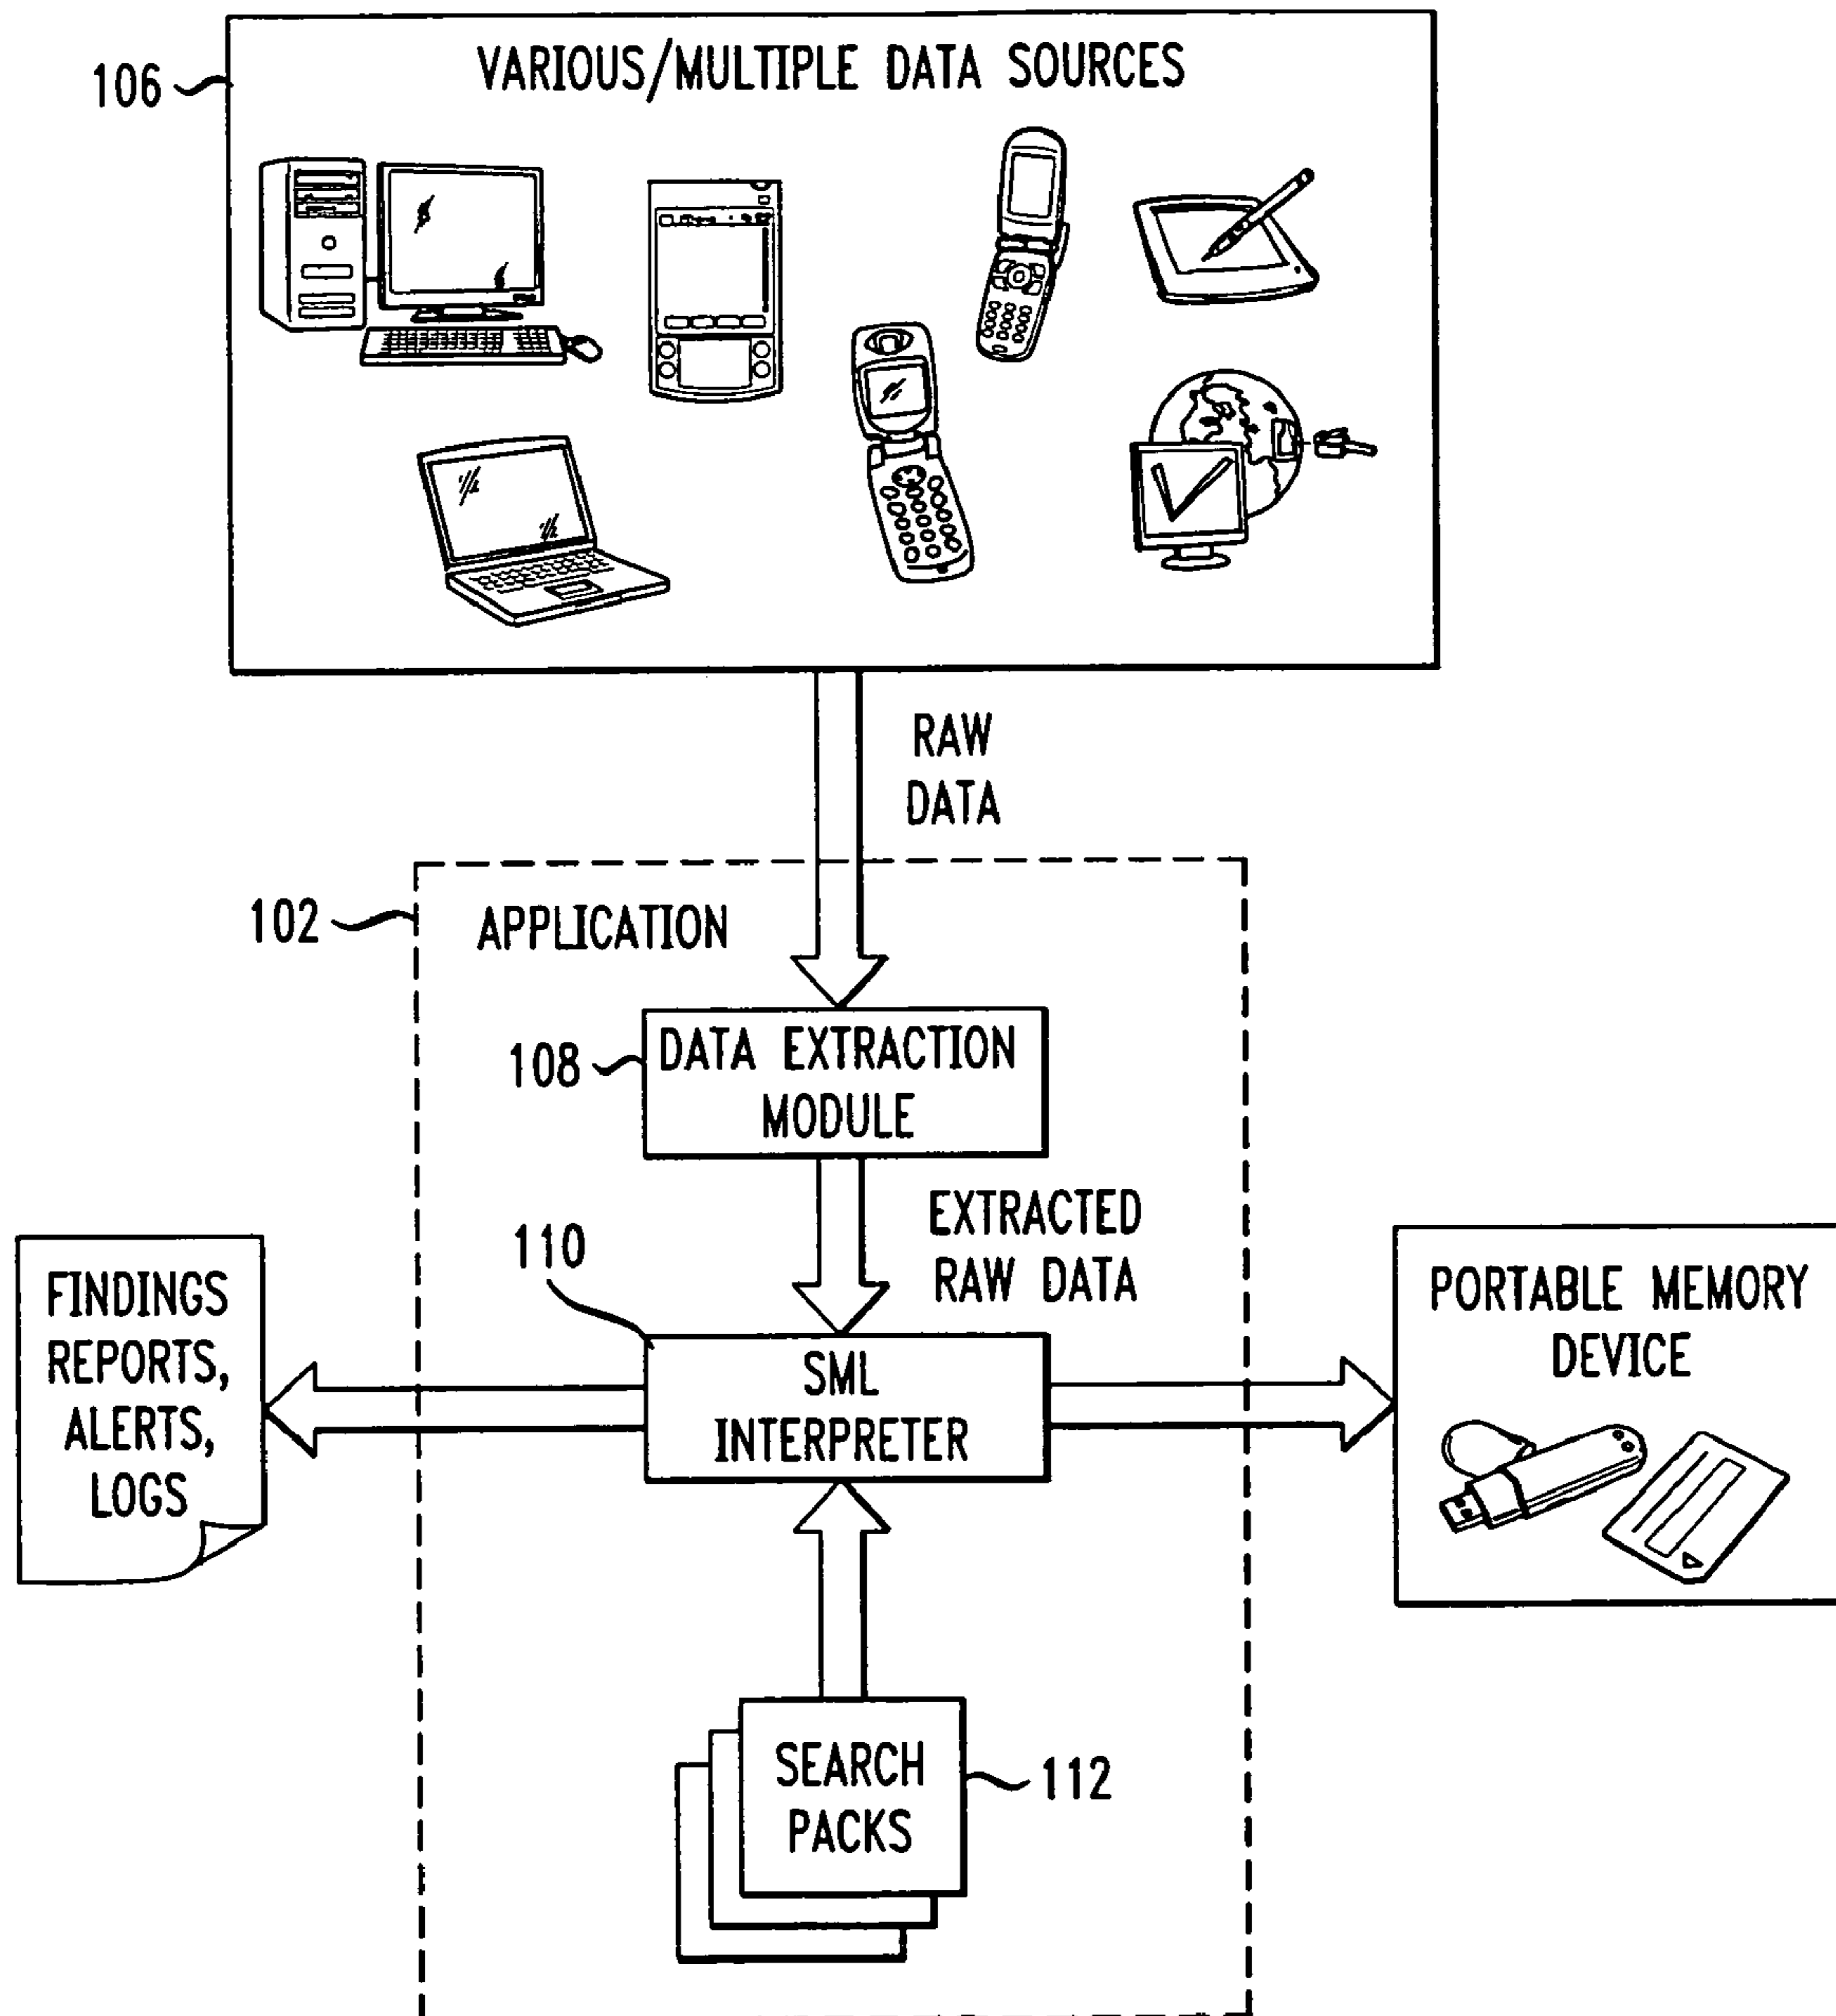 VARIOUS/MULTIPLE DATA SOURCES
106
RAW
DATA
102
APPLICATION
108
DATA EXTRACTION
MODULE
EXTRACTED
RAW DATA
110
FINDINGS
REPORTS,
ALERTS,
LOGS
SML
INTERPRETER
PORTABLE MEMORY
DEVICE
SEARCH
PACKS
112